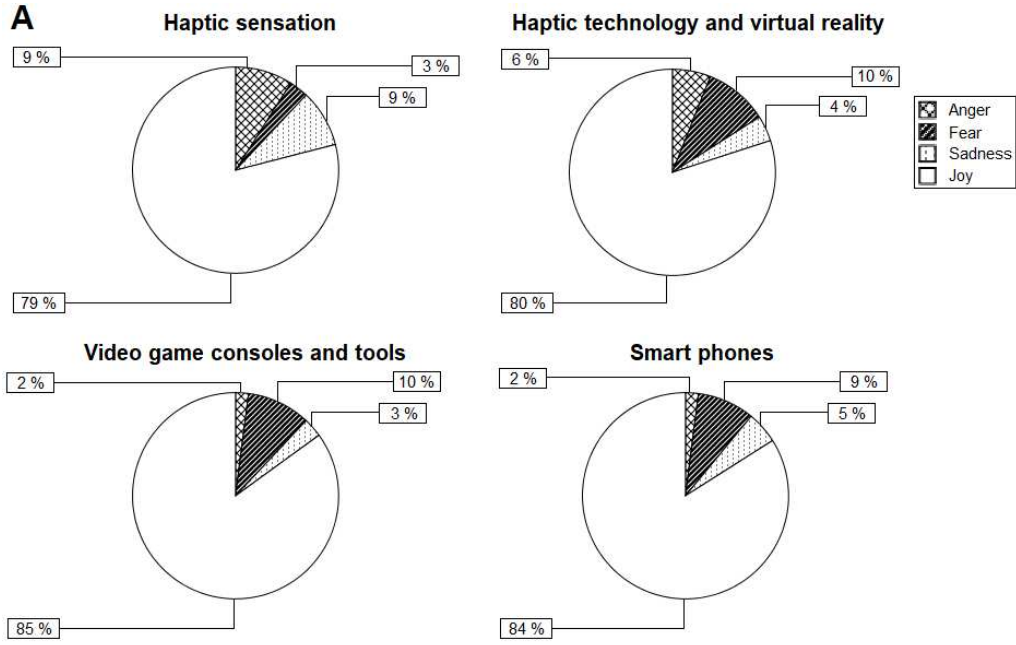 A
Haptic sensation
9 %
3 %
9 %
79 %
Haptic technology and virtual reality
6 %
10 %
4 %
80 %
Anger
Fear
Sadness
Joy
Video game consoles and tools
2 %
10 %
3 %
85 %
Smart phones
2 %
9 %
5 %
84 %